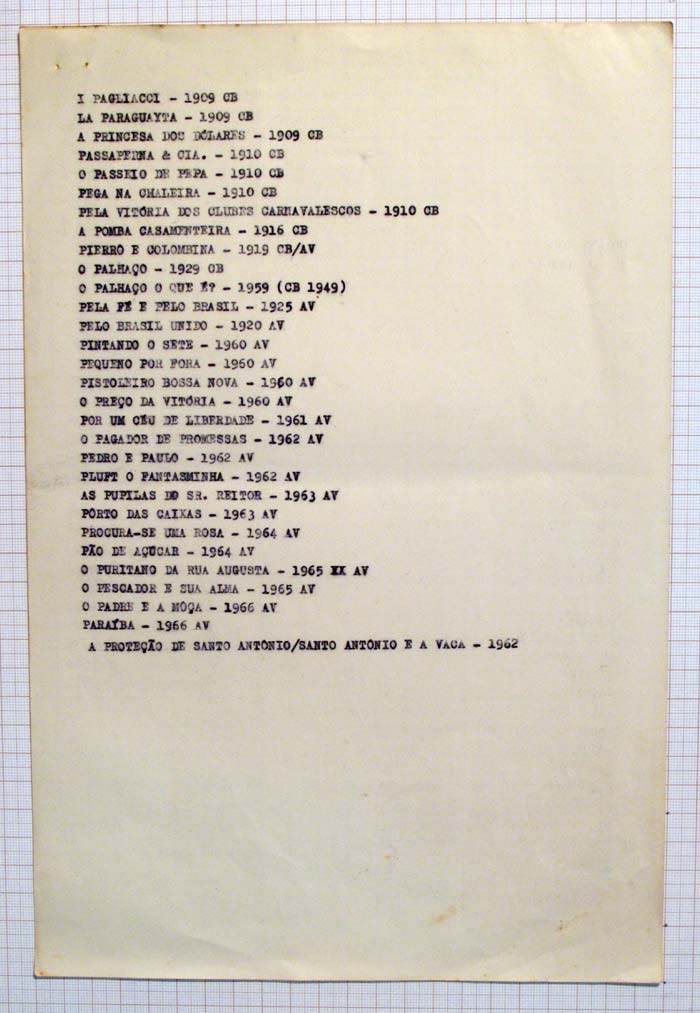 I PAGLIACCI - 1909 CB
LA PARAGUAYTA - 1909 CB
A PRINCESA DOS DÓLARES - 1909 CB
PASSAPERNA & CIA. - 1910 CB
O PASSEIO DE PEPA - 1910 CB
PEGA NA CHALEIRA - 1910 CB
PELA VITÓRIA DOS CLUBES CARNAVALESCOS - 1910 CB
A POMBA CASAMENTEIRA - 1916 CB
PIERRO E COLOMBINA - 1919 CB/AV
O PALHAÇO - 1929 CB
O PALHAÇO O QUE É? - 1959 (CB 1949)
PELA FÉ E PELO BRASIL - 1925 AV
PELO BRASIL UNIDO - 1920 AV
PINTANDO O SETE - 1960 AV
PEQUENO POR FORA - 1960 AV
PISTOLEIRO BOSSA NOVA - 1960 AV
O PREÇO DA VITÓRIA - 1960 AV
POR UM CÉU DE LIBERDADE - 1961 AV
O PAGADOR DE PROMESSAS - 1962 AV
PEDRO E PAULO - 1962 AV
PLUFT O FANTASMINHA - 1962 AV
AS PUPILAS DO SR. REITOR - 1963 AV
PÔRTO DAS CAIXAS - 1963 AV
PROCURA-SE UMA ROSA - 1964 AV
PÃO DE AÇUCAR - 1964 AV
O PURITANO DA RUA AUGUSTA - 1965 XX AV
O PESCADOR E SUA ALMA - 1965 AV
O PADRE E A MÔÇA - 1966 AV
PARAÍBA - 1966 AV
A PROTEÇÃO DE SANTO ANTÔNIO/SANTO ANTÔNIO E A VACA - 1962